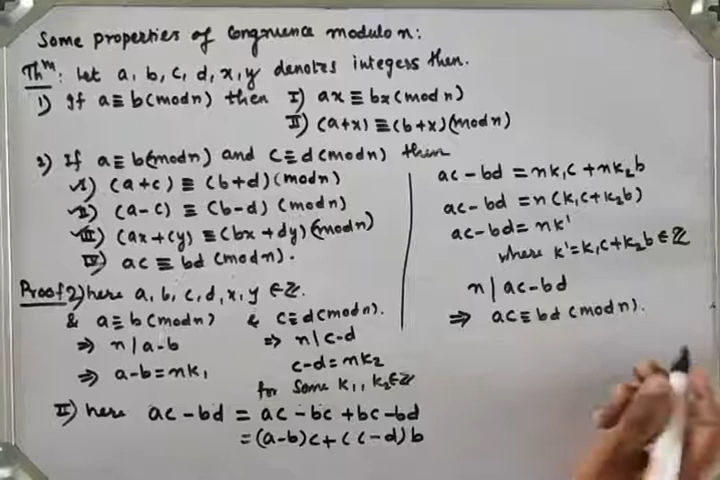 Some properties of Congruence modulo n:
Thm: Let a, b, c, d, x, y denotes integers then.
1) If a≡b(mod n) then I) ax ≡ bx (mod n)
II) (a+x) ≡ (b+x) (mod n)
2) If a≡b(mod n) and c≡d (mod n) then
I) (a+c) ≡ (b+d) (mod n)
II) (a-c) ≡ (b-d) (mod n)
III) (ax+cy) ≡ (bx+dy) (mod n)
IV) ac ≡ bd (mod n).
Proof 2) here a, b, c, d, x, y ∈ ℤ.
& a≡b(mod n) & c≡d(mod n).
⇒ n | a-b ⇒ n | c-d
⇒ a-b = nk₁ c-d = nk₂
for some k₁, k₂ ∈ ℤ
II) here ac-bd = ac-bc+bc-bd
= (a-b)c+(c-d)b
ac-bd = nk₁c + nk₂b
ac-bd = n(k₁c+k₂b)
ac-bd = nk'
where k'=k₁c+k₂b ∈ ℤ
n | ac-bd
⇒ ac≡bd (mod n).